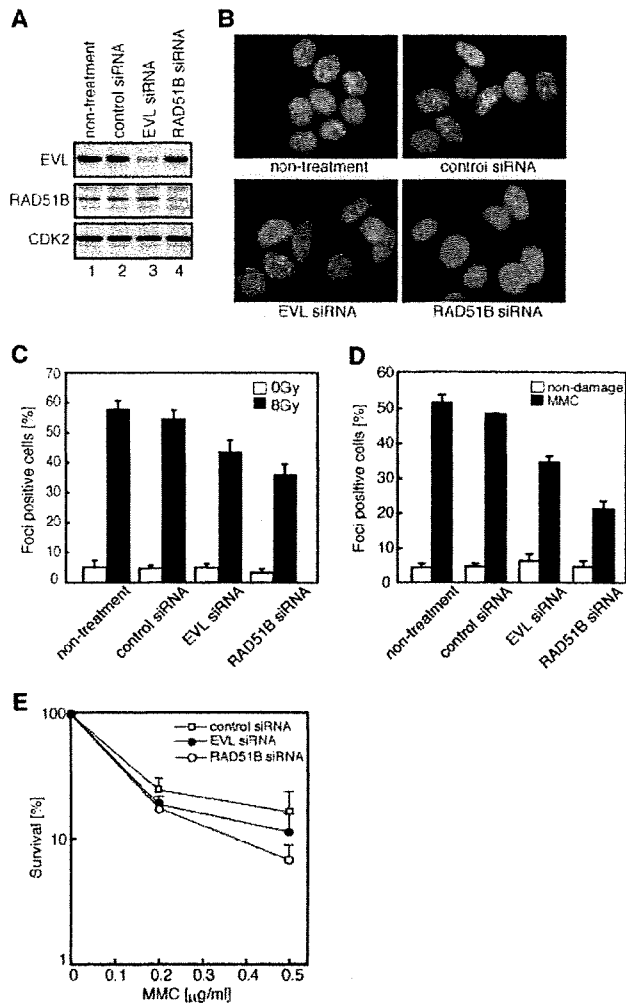 A
non-treatment
control siRNA
EVL siRNA
RAD51B siRNA
EVL
RAD51B
CDK2
1 2 3 4
B
non-treatment
control siRNA
EVL siRNA
RAD51B siRNA
C
Foci positive cells [%]
70
60
50
40
30
20
10
0
0Gy
8Gy
non-treatment
control siRNA
EVL siRNA
RAD51B siRNA
D
Foci positive cells [%]
60
50
40
30
20
10
0
non-damage
MMC
non-treatment
control siRNA
EVL siRNA
RAD51B siRNA
E
Survival [%]
100
10
1
control siRNA
EVL siRNA
RAD51B siRNA
0 0.1 0.2 0.3 0.4 0.5
MMC [µg/ml]